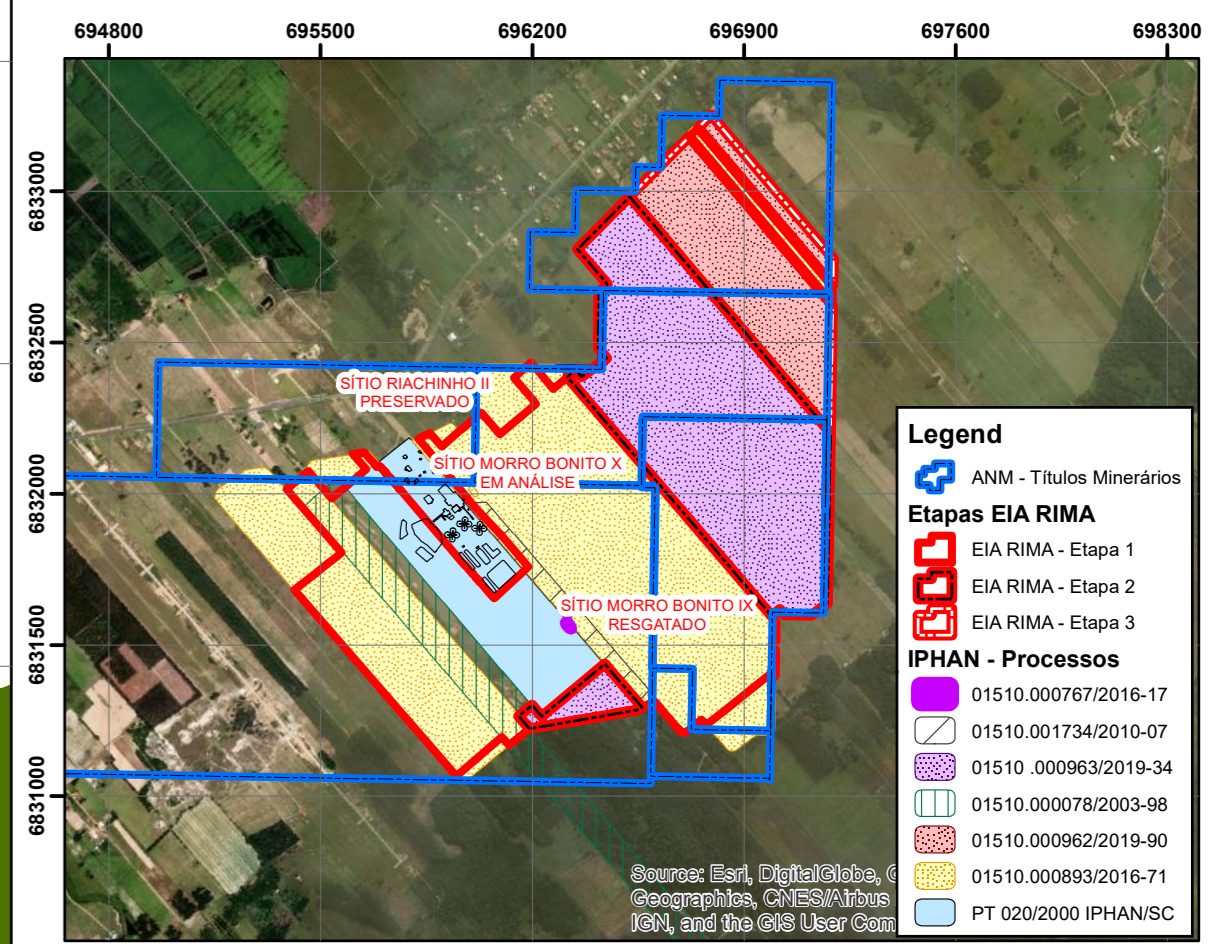 694800 695500 696200 696900 697600 698300
6833000
6832500
6832000
6831500
6831000
SÍTIO RIACHINHO II
PRESERVADO
SÍTIO MORRO BONITO X
EM ANÁLISE
SÍTIO MORRO BONITO IX
RESGATADO
Legend
ANM - Títulos Minerários
Etapas EIA RIMA
EIA RIMA - Etapa 1
EIA RIMA - Etapa 2
EIA RIMA - Etapa 3
IPHAN - Processos
01510.000767/2016-17
01510.001734/2010-07
01510 .000963/2019-34
01510.000078/2003-98
01510.000962/2019-90
01510.000893/2016-71
PT 020/2000 IPHAN/SC
Source: Esri, DigitalGlobe, G
Geographics, CNES/Airbus
IGN, and the GIS User Com